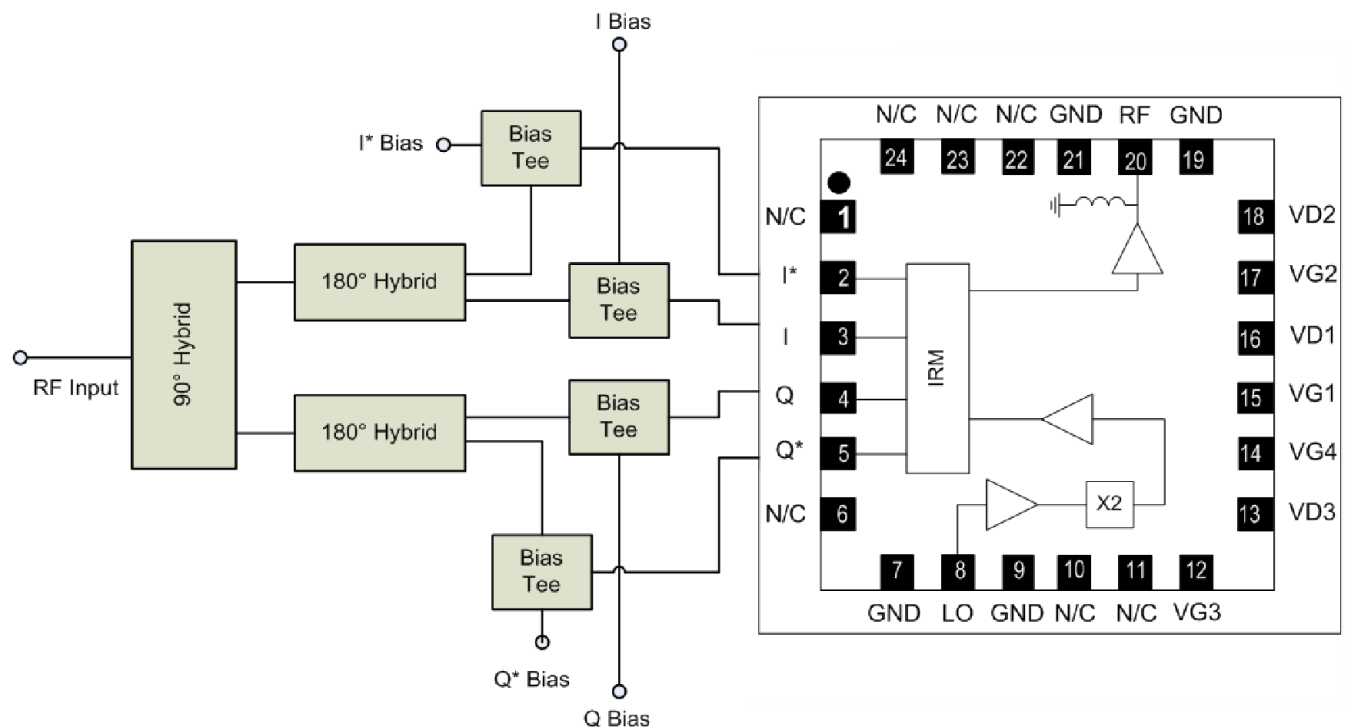 I Bias
I* Bias
Bias
Tee
N/C N/C N/C GND RF GND
24 23 22 21 20 19
N/C 1
I* 2
I 3
Q 4
Q* 5
N/C 6
18 VD2
17 VG2
16 VD1
15 VG1
14 VG4
13 VD3
IRM
X2
7 8 9 10 11 12
GND LO GND N/C N/C VG3
180° Hybrid
Bias
Tee
90° Hybrid
RF Input
180° Hybrid
Bias
Tee
Bias
Tee
Q* Bias
Q Bias